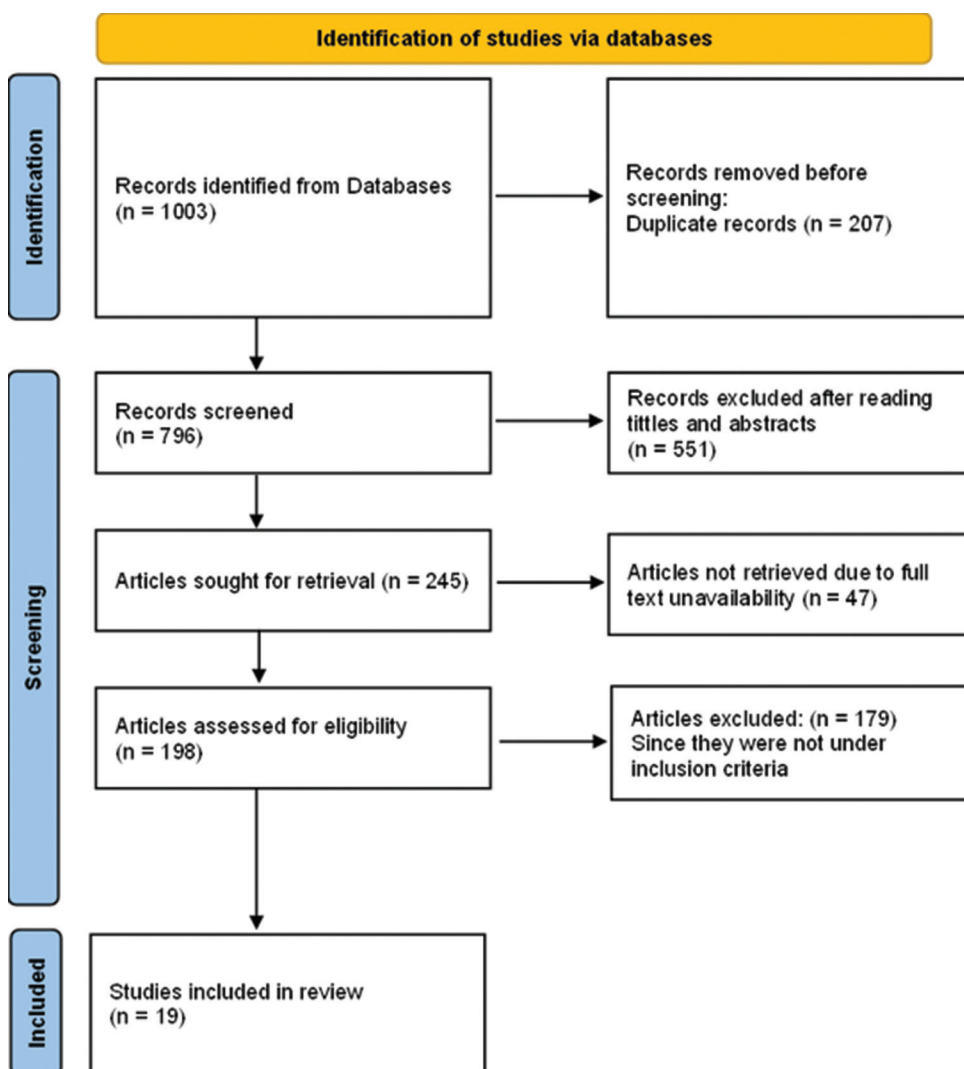 Identification of studies via databases
Identification
Records identified from Databases
(n = 1003)
Records removed before
screening:
Duplicate records (n = 207)
Screening
Records screened
(n = 796)
Records excluded after reading
tittles and abstracts
(n = 551)
Articles sought for retrieval (n = 245)
Articles not retrieved due to full
text unavailability (n = 47)
Articles assessed for eligibility
(n = 198)
Articles excluded: (n = 179)
Since they were not under
inclusion criteria
Included
Studies included in review
(n = 19)